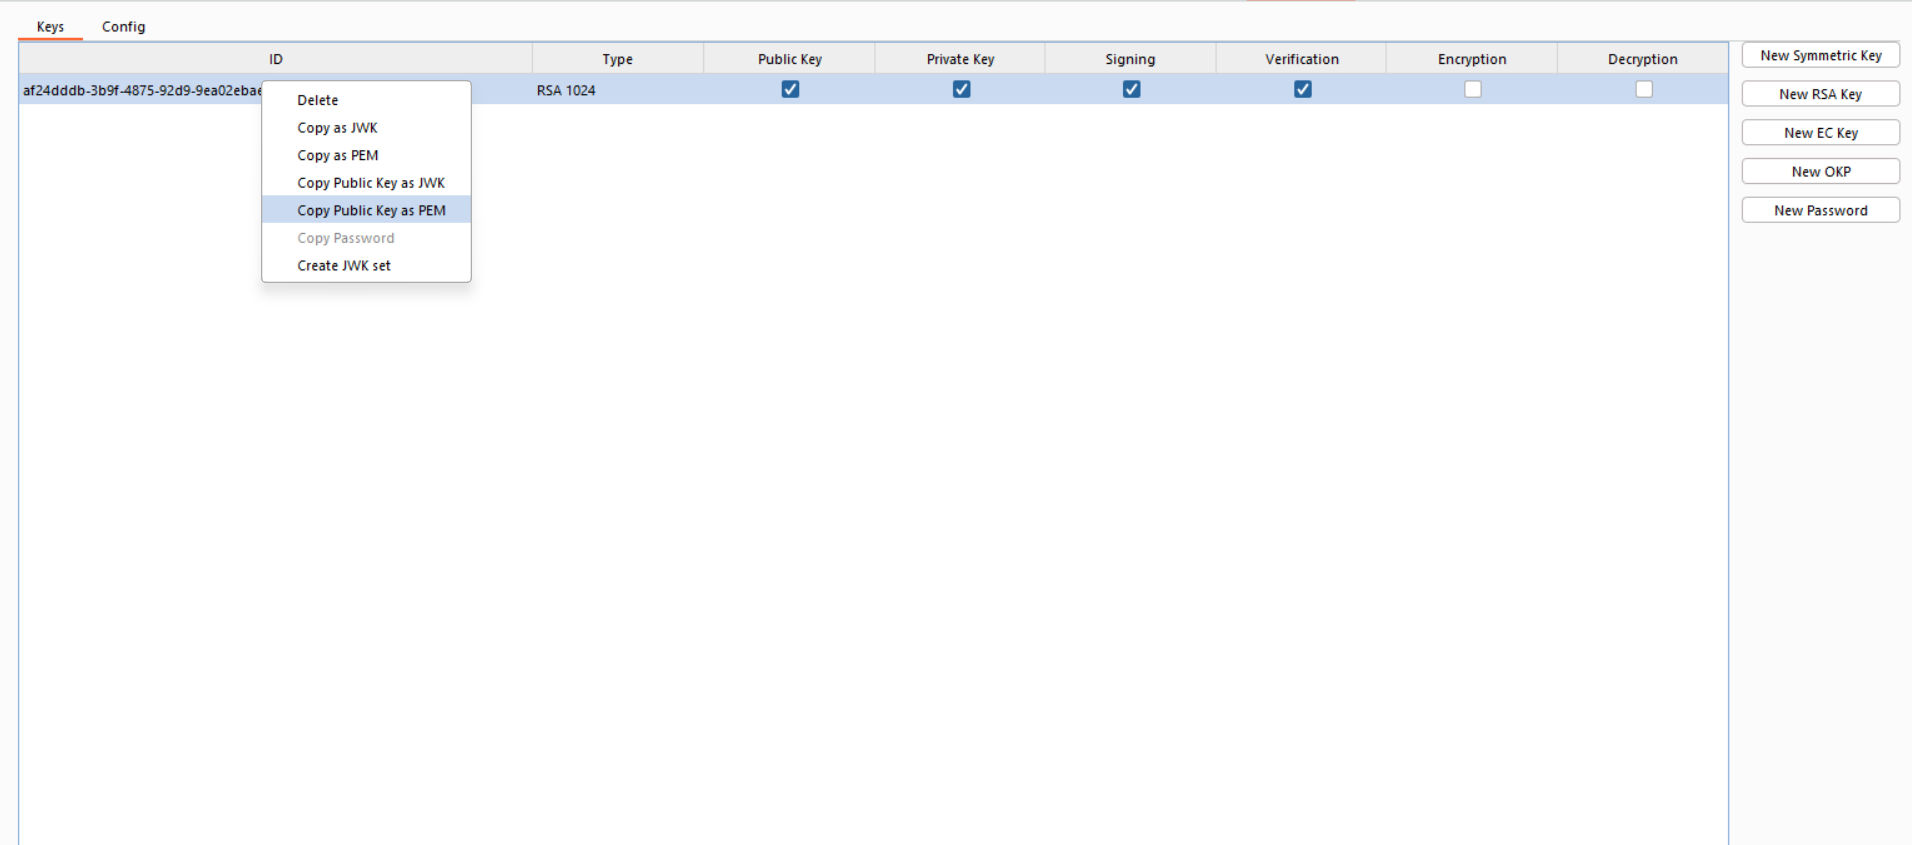 Keys Config
ID Type Public Key Private Key Signing Verification Encryption Decryption
af24dddb-3b9f-4875-92d9-9ea02ebae RSA 1024
Delete
Copy as JWK
Copy as PEM
Copy Public Key as JWK
Copy Public Key as PEM
Copy Password
Create JWK set
New Symmetric Key
New RSA Key
New EC Key
New OKP
New Password